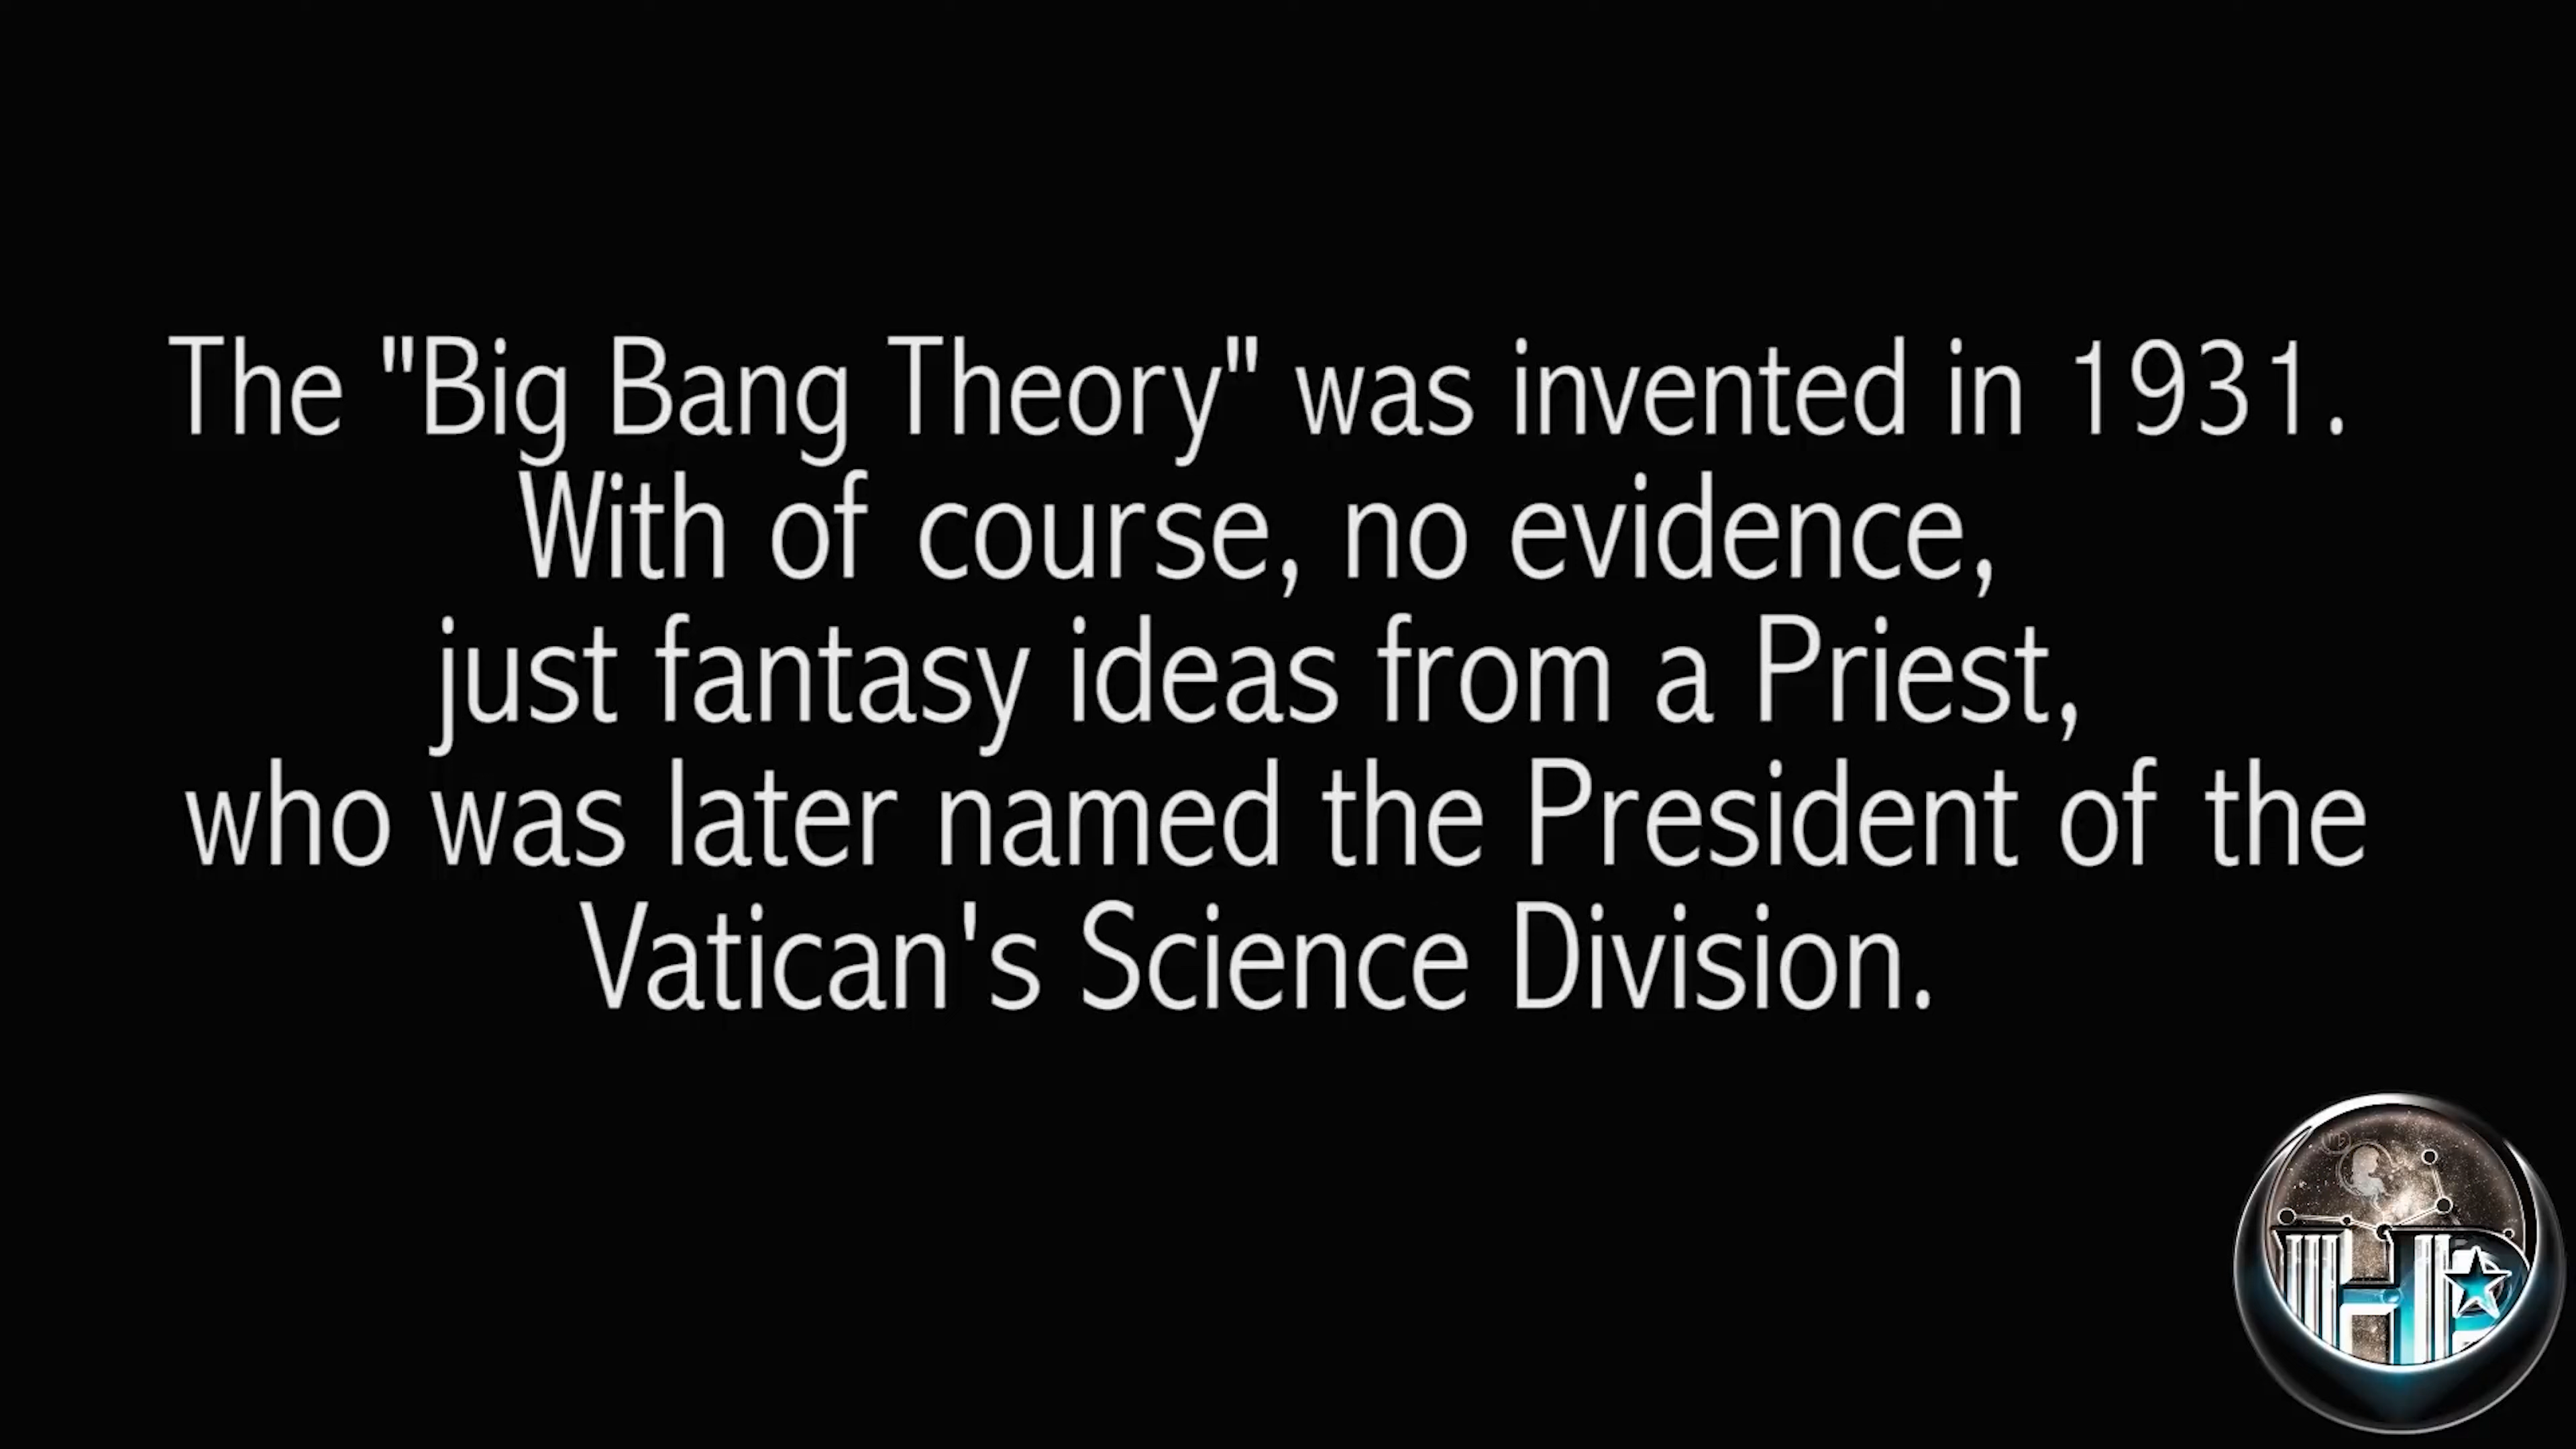 The "Big Bang Theory" was invented in 1931.
With of course, no evidence,
just fantasy ideas from a Priest,
who was later named the President of the
Vatican's Science Division.
HP